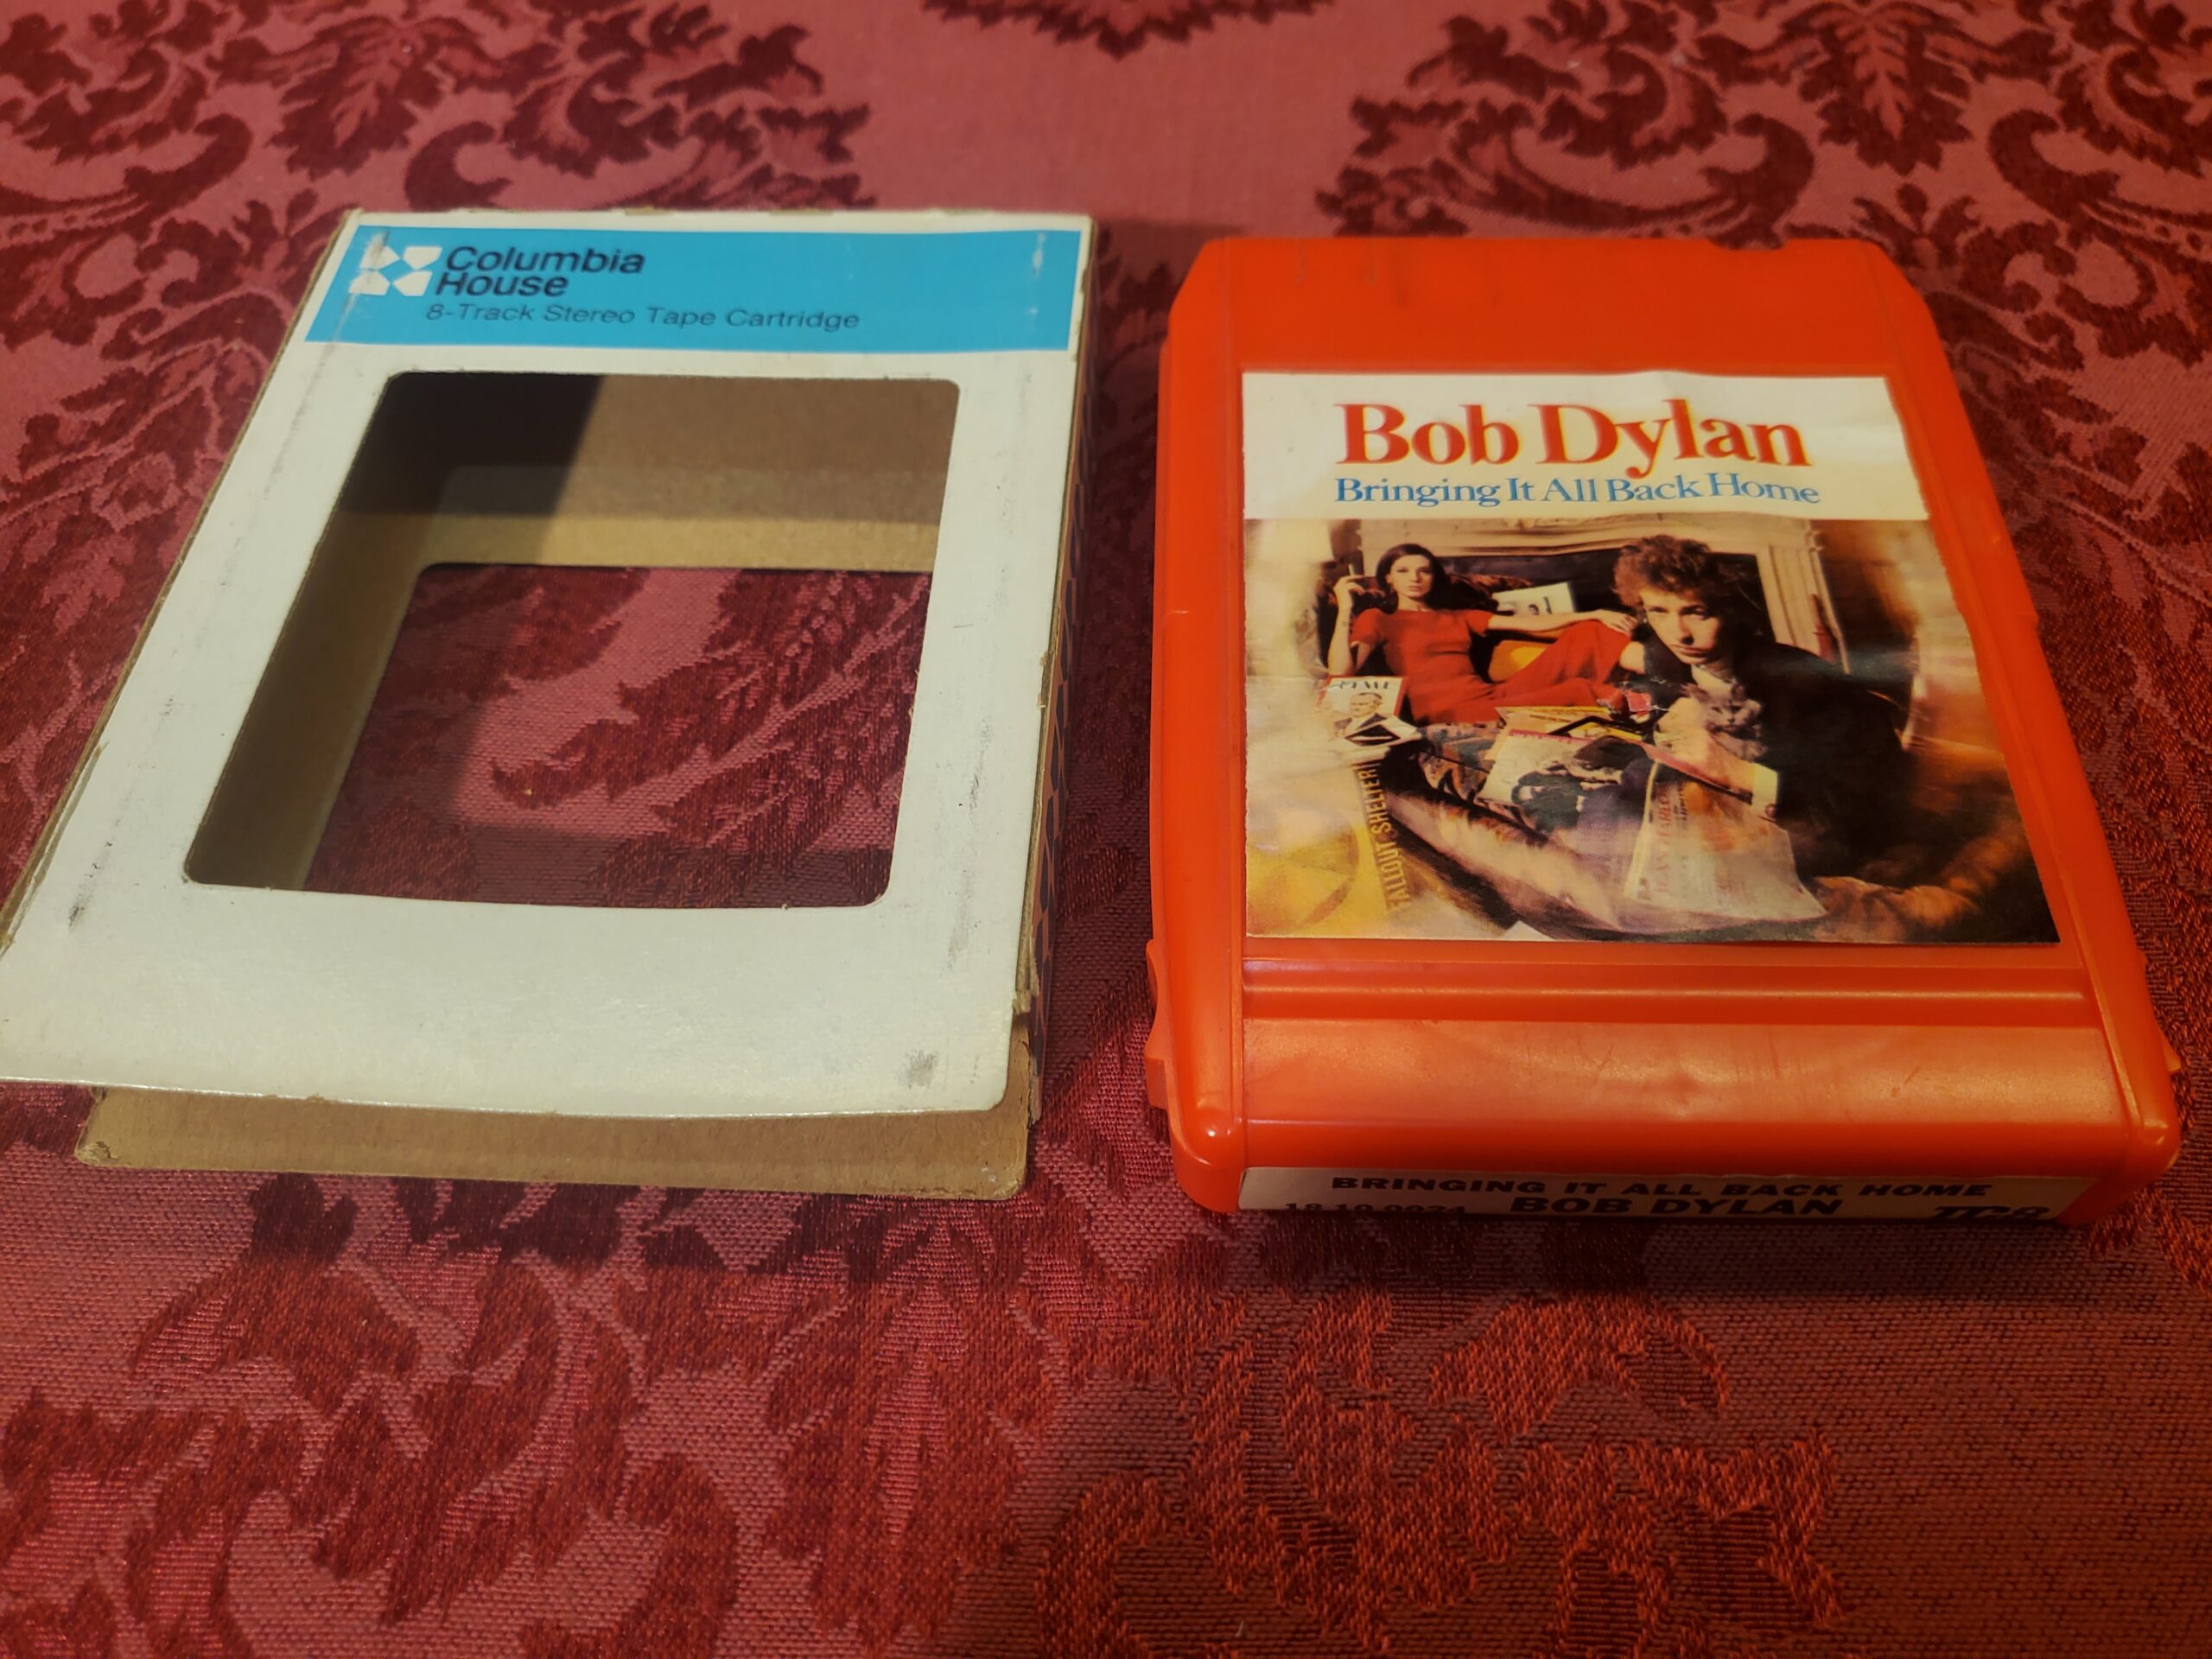 Columbia
House
8-Track Stereo Tape Cartridge
Bob Dylan
Bringing It All Back Home
TIME
FALLOUT SHELTER
BRINGING IT ALL BACK HOME
BOB DYLAN